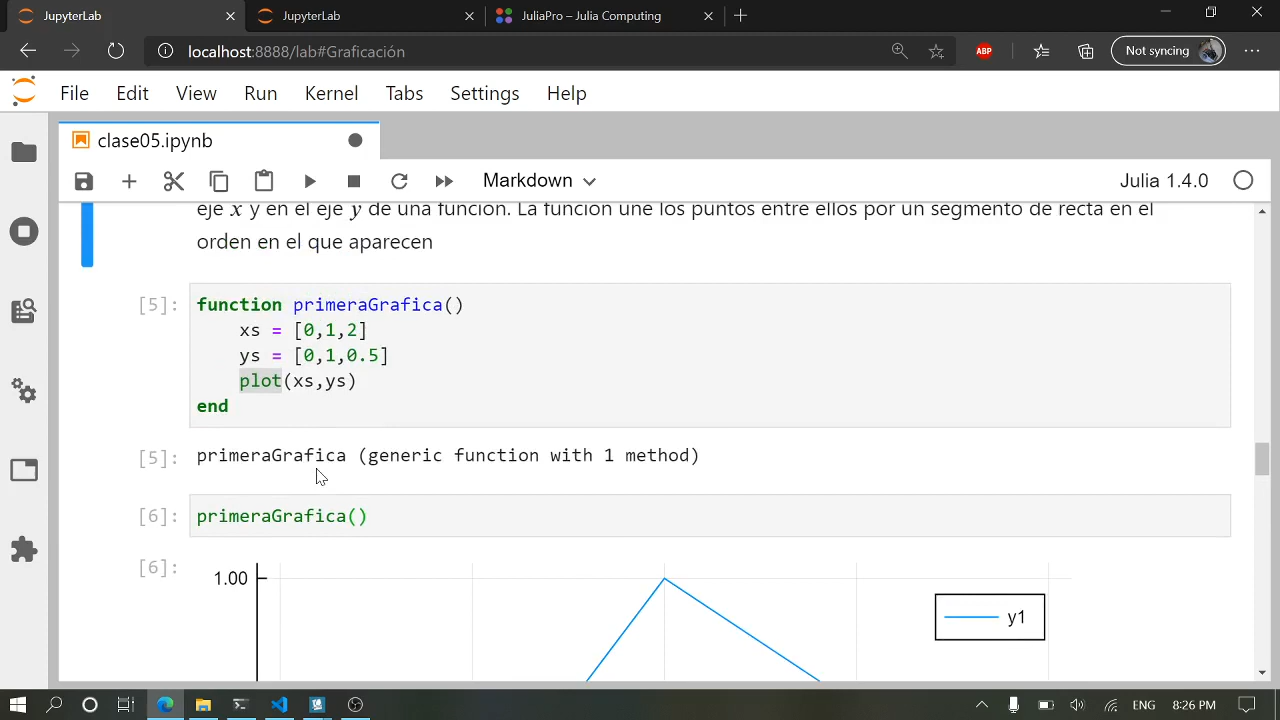 JupyterLab
JupyterLab
JuliaPro – Julia Computing
localhost:8888/lab#Graficación
ABP
Not syncing
File Edit View Run Kernel Tabs Settings Help
clase05.ipynb
Markdown
Julia 1.4.0
eje x y en el eje y de una función. La función une los puntos entre ellos por un segmento de recta en el
orden en el que aparecen
[5]: function primeraGrafica()
xs = [0,1,2]
ys = [0,1,0.5]
plot(xs,ys)
end
[5]: primeraGrafica (generic function with 1 method)
[6]: primeraGrafica()
[6]:
1.00
y1
ENG 8:26 PM